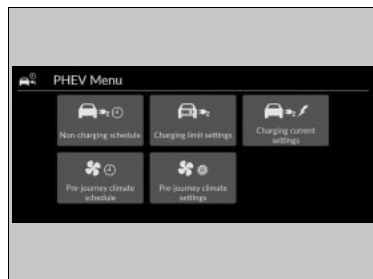 PHEV Menu
Non-charging schedule
Charging limit settings
Charging current
settings
Pre-journey climate
schedule
Pre-journey climate
settings